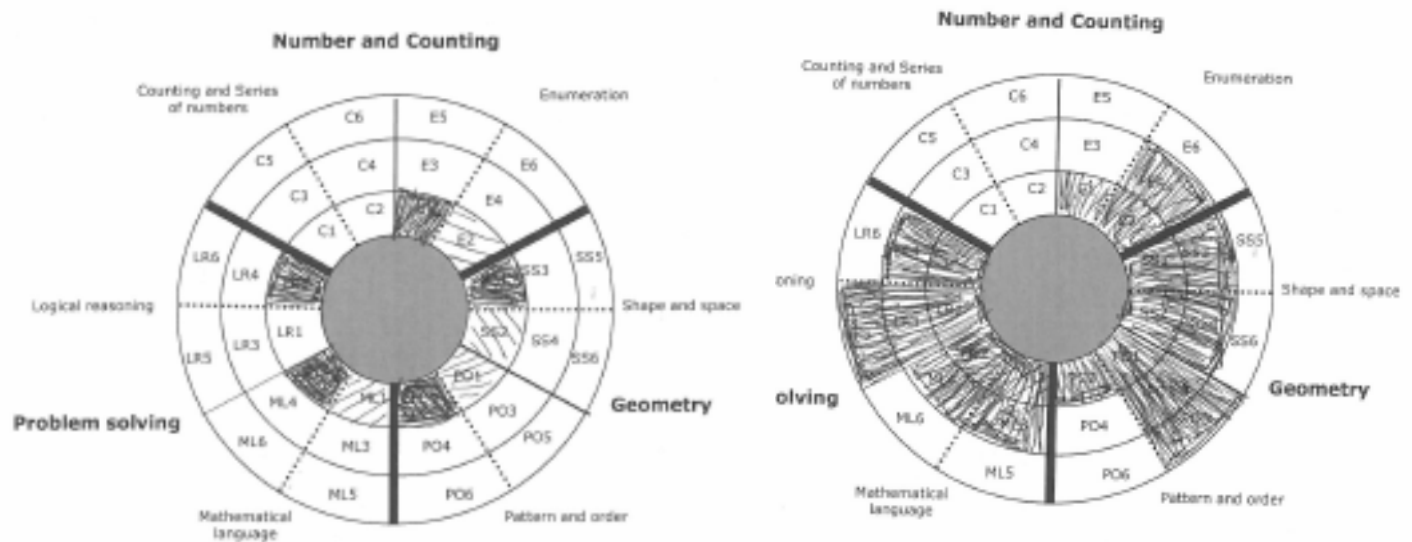 Number and Counting
Counting and Series
of numbers
Enumeration
C6
E5
C5
C4
E3
E6
C3
C2
E4
C1
E2
LR6
LR4
SS3
SS5
Logical reasoning
Shape and space
LR1
SS2
LR3
SS4
LR5
SS6
PO1
ML1
ML4
PO3
Problem solving
Geometry
ML6
ML3
PO4
PO5
ML5
PO6
Mathematical
language
Pattern and order
Number and Counting
Counting and Series
of numbers
Enumeration
C6
E5
C5
C4
E3
E6
C3
C2
C1
LR6
SS5
oning
Shape and space
SS6
olving
Geometry
ML6
PO4
ML5
PO6
Mathematical
language
Pattern and order